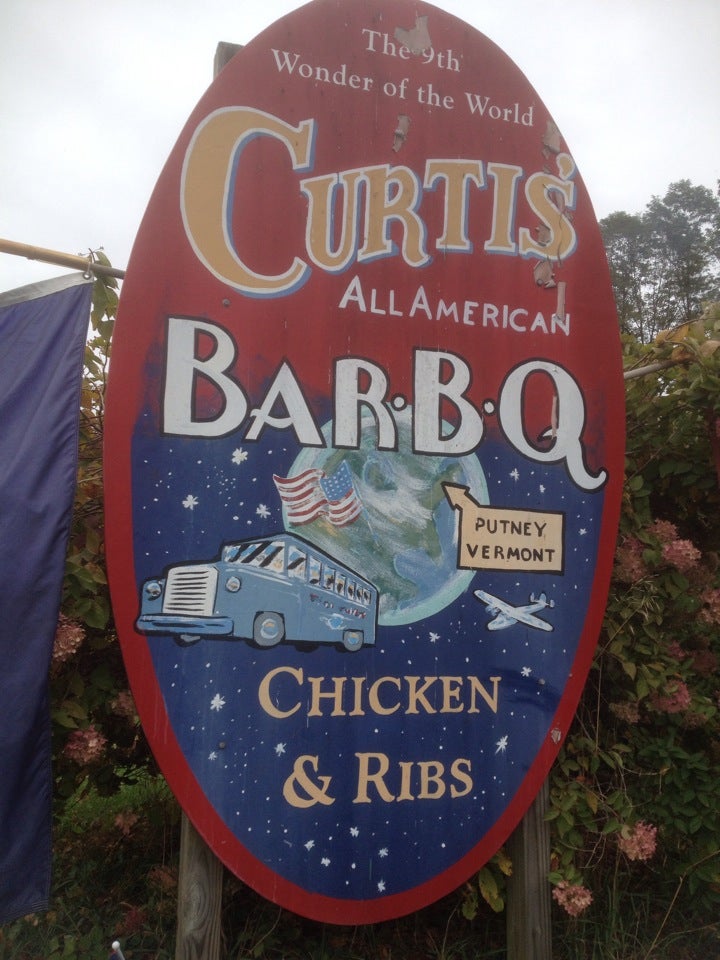 The 9th
Wonder of the World
CURTIS'
ALL AMERICAN
BAR·B·Q
PUTNEY
VERMONT
CHICKEN
& RIBS